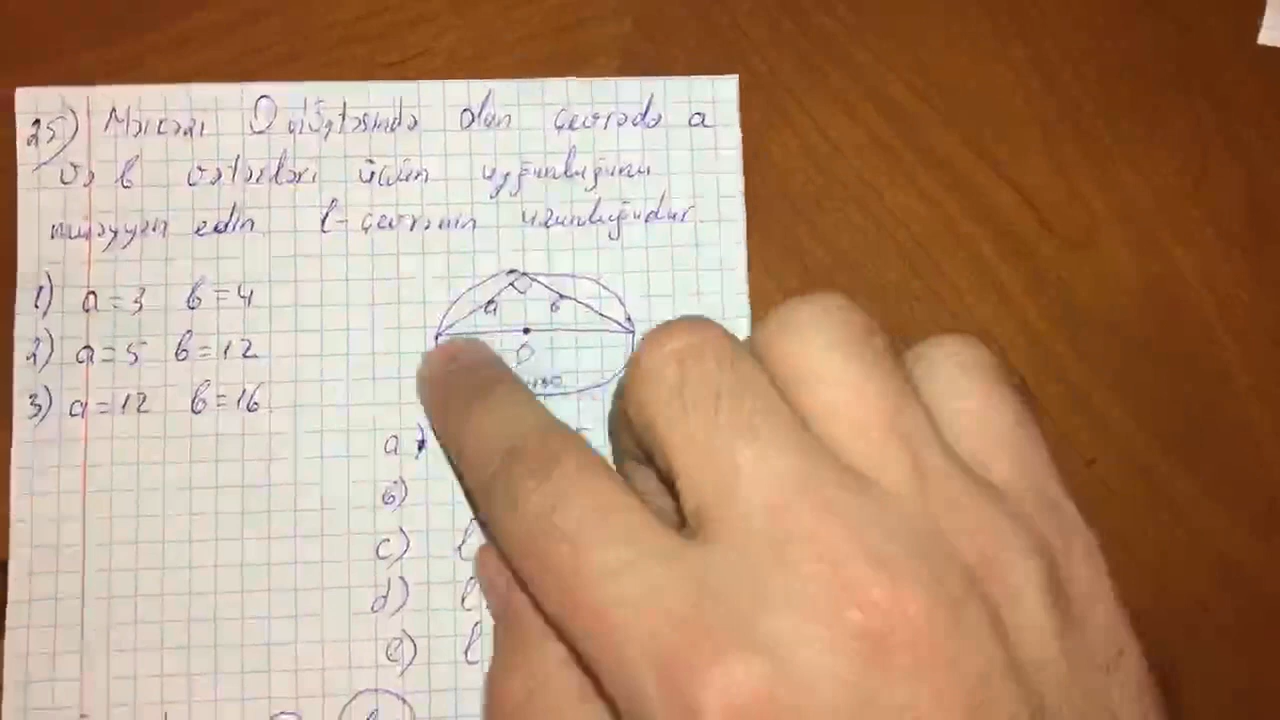 25) Mərkəzi O nöqtəsində olan çevrədə a
və b vətərləri üçün uyğunluğunu
müəyyən edin l-çevrənin uzunluğudur.
1) a=3 b=4
2) a=5 b=12
3) a=12 b=16
a b
O
a)
b)
c) l
d) l
e) l